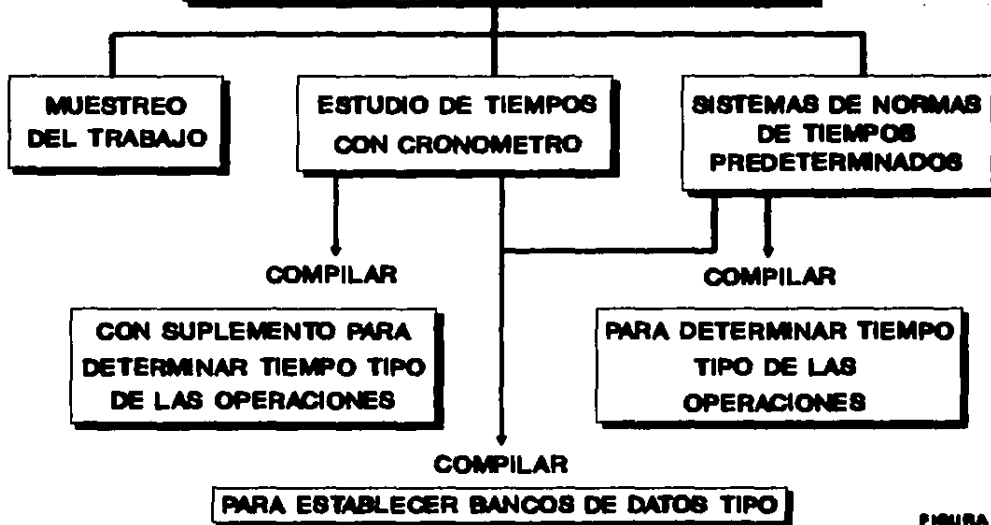 MUESTREO
DEL TRABAJO
ESTUDIO DE TIEMPOS
CON CRONOMETRO
SISTEMAS DE NORMAS
DE TIEMPOS
PREDETERMINADOS
COMPILAR
COMPILAR
CON SUPLEMENTO PARA
DETERMINAR TIEMPO TIPO
DE LAS OPERACIONES
PARA DETERMINAR TIEMPO
TIPO DE LAS
OPERACIONES
COMPILAR
PARA ESTABLECER BANCOS DE DATOS TIPO
FIGURA